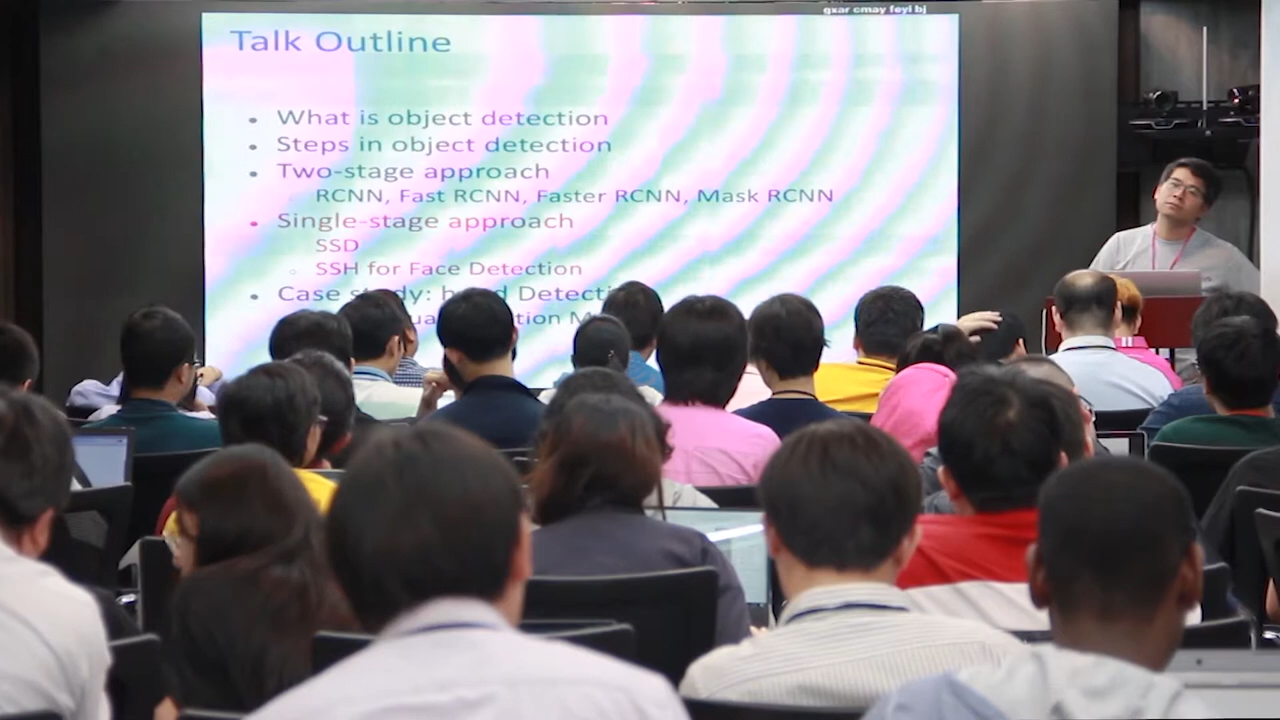 gxar cmay feyl bj
Talk Outline
What is object detection
Steps in object detection
Two-stage approach
RCNN, Fast RCNN, Faster RCNN, Mask RCNN
Single-stage approach
SSD
SSH for Face Detection
Case study: